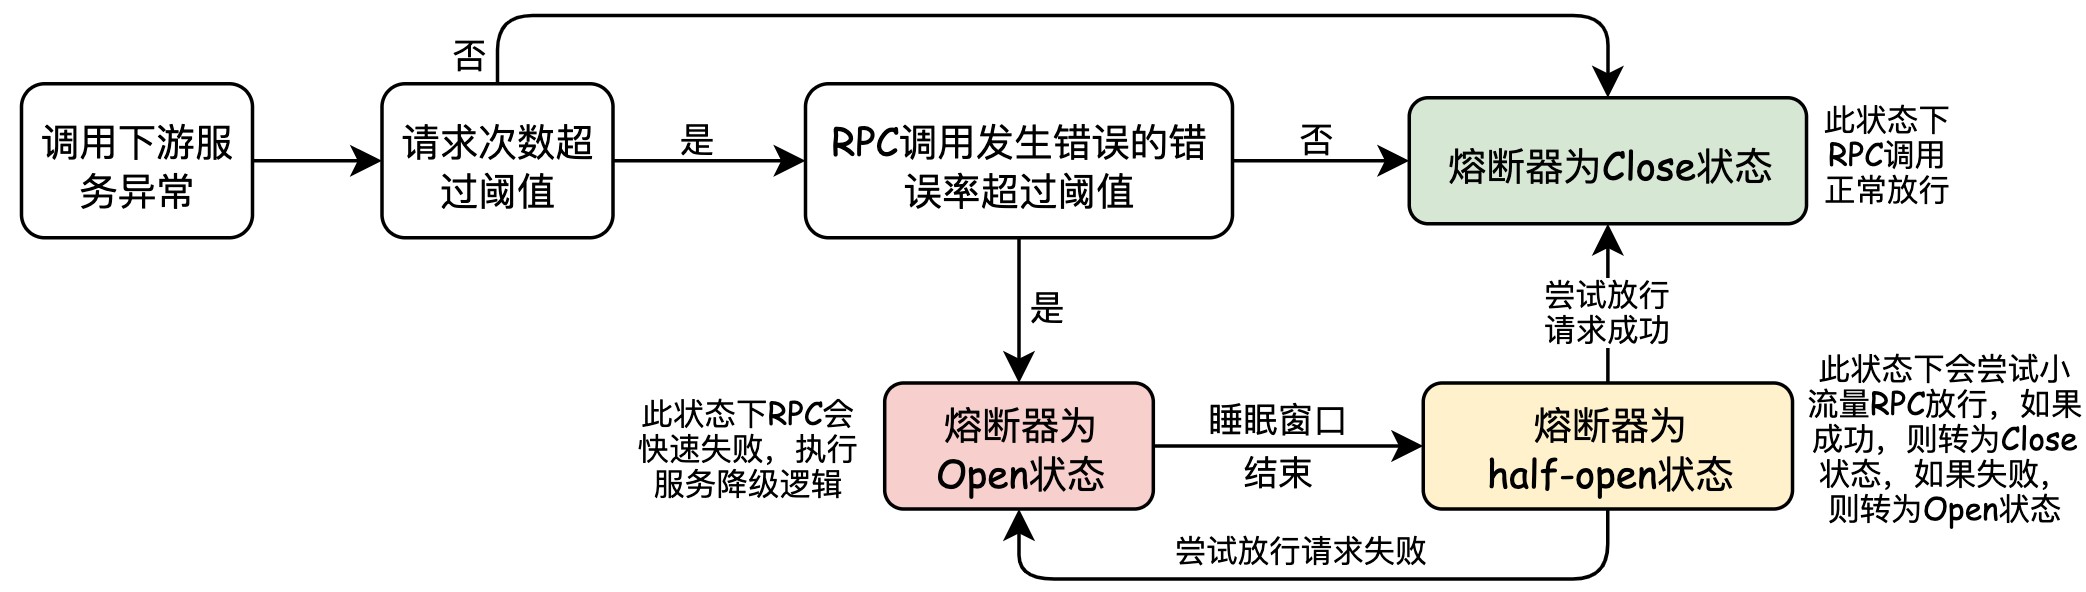 否
调用下游服
务异常
请求次数超
过阈值
是
RPC调用发生错误的错
误率超过阈值
否
熔断器为Close状态
此状态下
RPC调用
正常放行
是
尝试放行
请求成功
此状态下RPC会
快速失败，执行
服务降级逻辑
熔断器为
Open状态
睡眠窗口
结束
熔断器为
half-open状态
此状态下会尝试小
流量RPC放行，如果
成功，则转为Close
状态，如果失败，
则转为Open状态
尝试放行请求失败